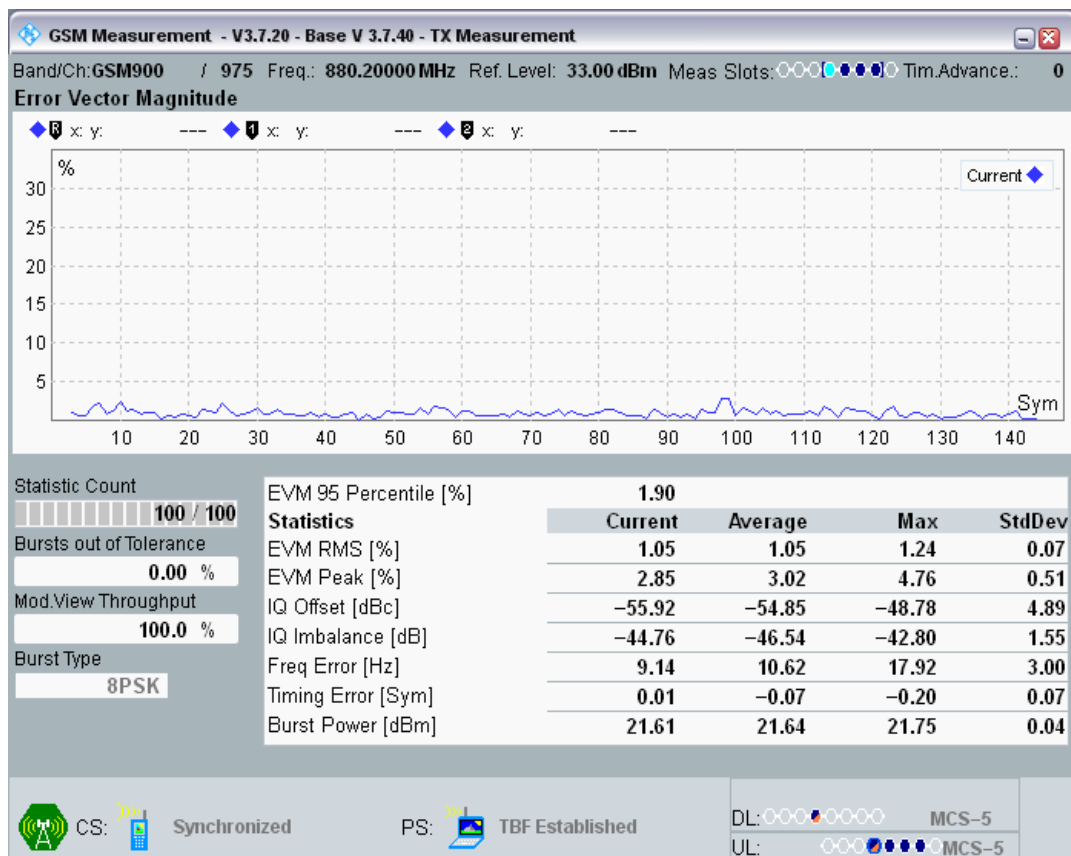 GSM Measurement - V3.7.20 - Base V 3.7.40 - TX Measurement
Band/Ch:GSM900 / 975 Freq.: 880.20000 MHz Ref. Level: 33.00 dBm Meas Slots: Tim.Advance.: 0
Error Vector Magnitude
R x: y: --- 1 x: y: --- 2 x: y: ---
%
Current
30
25
20
15
10
5
Sym
10 20 30 40 50 60 70 80 90 100 110 120 130 140
Statistic Count
100 / 100
Bursts out of Tolerance
0.00 %
Mod.View Throughput
100.0 %
Burst Type
8PSK
EVM 95 Percentile [%] 1.90
Statistics Current Average Max StdDev
EVM RMS [%] 1.05 1.05 1.24 0.07
EVM Peak [%] 2.85 3.02 4.76 0.51
IQ Offset [dBc] −55.92 −54.85 −48.78 4.89
IQ Imbalance [dB] −44.76 −46.54 −42.80 1.55
Freq Error [Hz] 9.14 10.62 17.92 3.00
Timing Error [Sym] 0.01 −0.07 −0.20 0.07
Burst Power [dBm] 21.61 21.64 21.75 0.04
CS: Synchronized PS: TBF Established
DL: MCS−5
UL: MCS−5